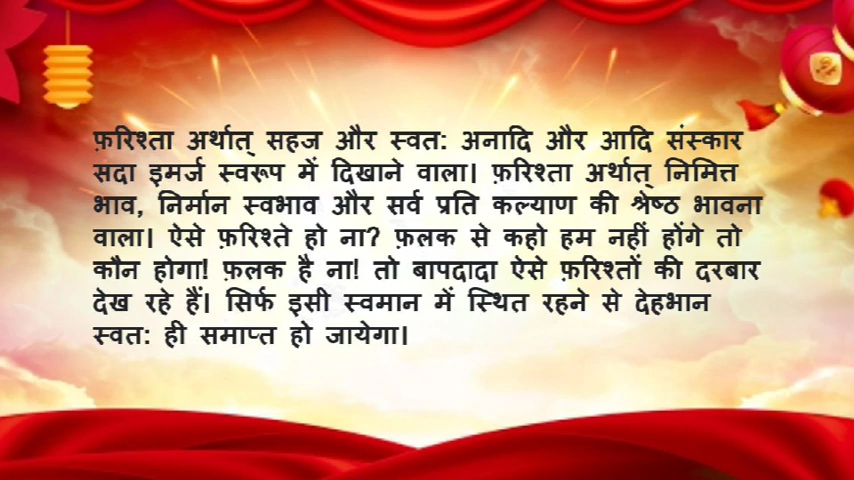 फ़रिश्ता अर्थात् सहज और स्वत: अनादि और आदि संस्कार
सदा इमर्ज स्वरूप में दिखाने वाला। फ़रिश्ता अर्थात् निमित्त
भाव, निर्मान स्वभाव और सर्व प्रति कल्याण की श्रेष्ठ भावना
वाला। ऐसे फ़रिश्ते हो ना? फ़लक से कहो हम नहीं होंगे तो
कौन होगा! फ़लक है ना! तो बापदादा ऐसे फ़रिश्तों की दरबार
देख रहे हैं। सिर्फ इसी स्वमान में स्थित रहने से देहभान
स्वत: ही समाप्त हो जायेगा।